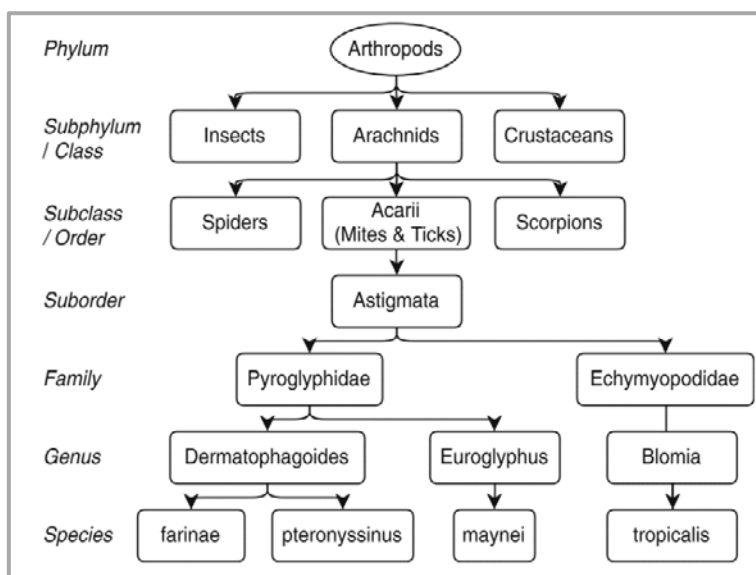 Phylum
Arthropods
Subphylum
/ Class
Insects
Arachnids
Crustaceans
Subclass
/ Order
Spiders
Acarii
(Mites & Ticks)
Scorpions
Suborder
Astigmata
Family
Pyroglyphidae
Echymyopodidae
Genus
Dermatophagoides
Euroglyphus
Blomia
Species
farinae
pteronyssinus
maynei
tropicalis